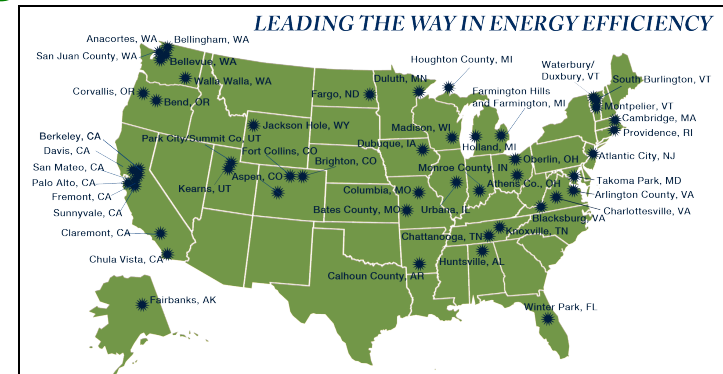 LEADING THE WAY IN ENERGY EFFICIENCY
Anacortes, WA
Bellingham, WA
San Juan County, WA
Bellevue, WA
Walla Walla, WA
Corvallis, OR
Bend, OR
Berkeley, CA
Davis, CA
San Mateo, CA
Palo Alto, CA
Fremont, CA
Sunnyvale, CA
Claremont, CA
Chula Vista, CA
Fairbanks, AK
Jackson Hole, WY
Park City/Summit Co, UT
Kearns, UT
Fort Collins, CO
Brighton, CO
Aspen, CO
Fargo, ND
Duluth, MN
Houghton County, MI
Farmington Hills
and Farmington, MI
Madison, WI
Holland, MI
Dubuque, IA
Monroe County, IN
Columbia, MO
Bates County, MO
Urbana, IL
Athens Co., OH
Oberlin, OH
Chattanooga, TN
Knoxville, TN
Huntsville, AL
Calhoun County, AR
Winter Park, FL
Waterbury/
Duxbury, VT
South Burlington, VT
Montpelier, VT
Cambridge, MA
Providence, RI
Atlantic City, NJ
Takoma Park, MD
Arlington County, VA
Charlottesville, VA
Blacksburg, VA